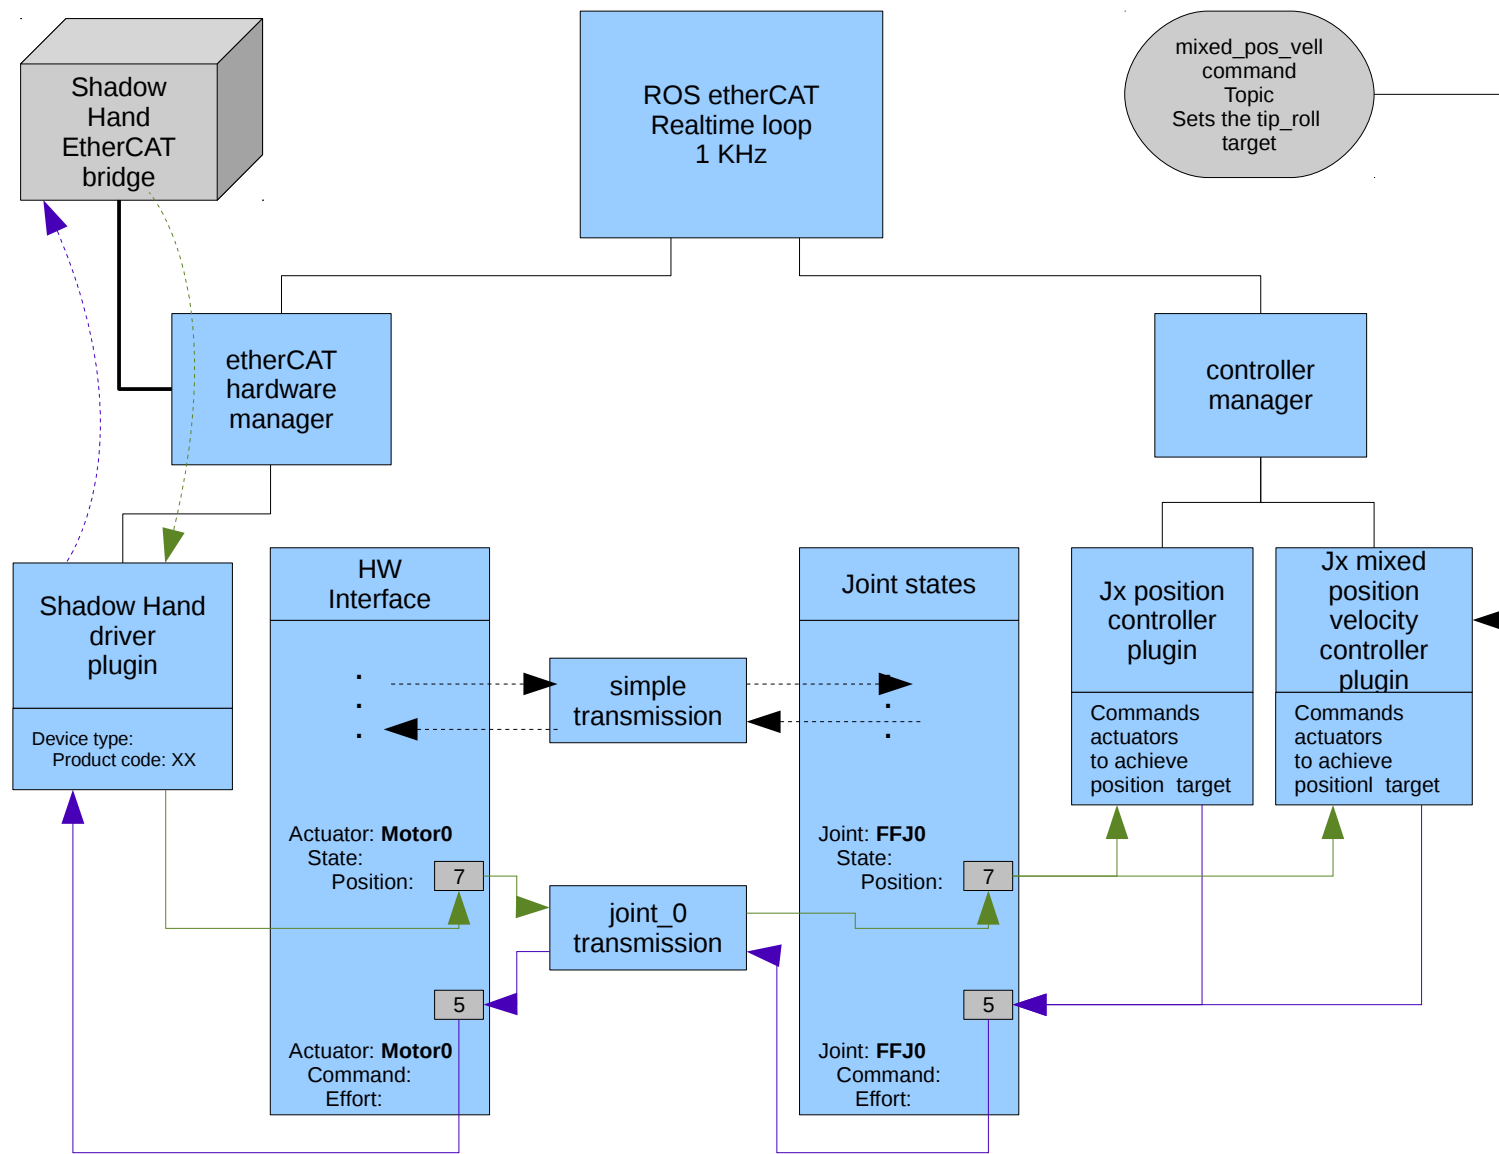 Shadow
Hand
EtherCAT
bridge
ROS etherCAT
Realtime loop
1 KHz
mixed_pos_vell
command
Topic
Sets the tip_roll
target
etherCAT
hardware
manager
controller
manager
Shadow Hand
driver
plugin
Device type:
Product code: XX
HW
Interface
.
.
.
Actuator: Motor0
State:
Position:
7
5
Actuator: Motor0
Command:
Effort:
simple
transmission
joint_0
transmission
Joint states
.
.
.
Joint: FFJ0
State:
Position:
7
5
Joint: FFJ0
Command:
Effort:
Jx position
controller
plugin
Commands
actuators
to achieve
position target
Jx mixed
position
velocity
controller
plugin
Commands
actuators
to achieve
positionl target